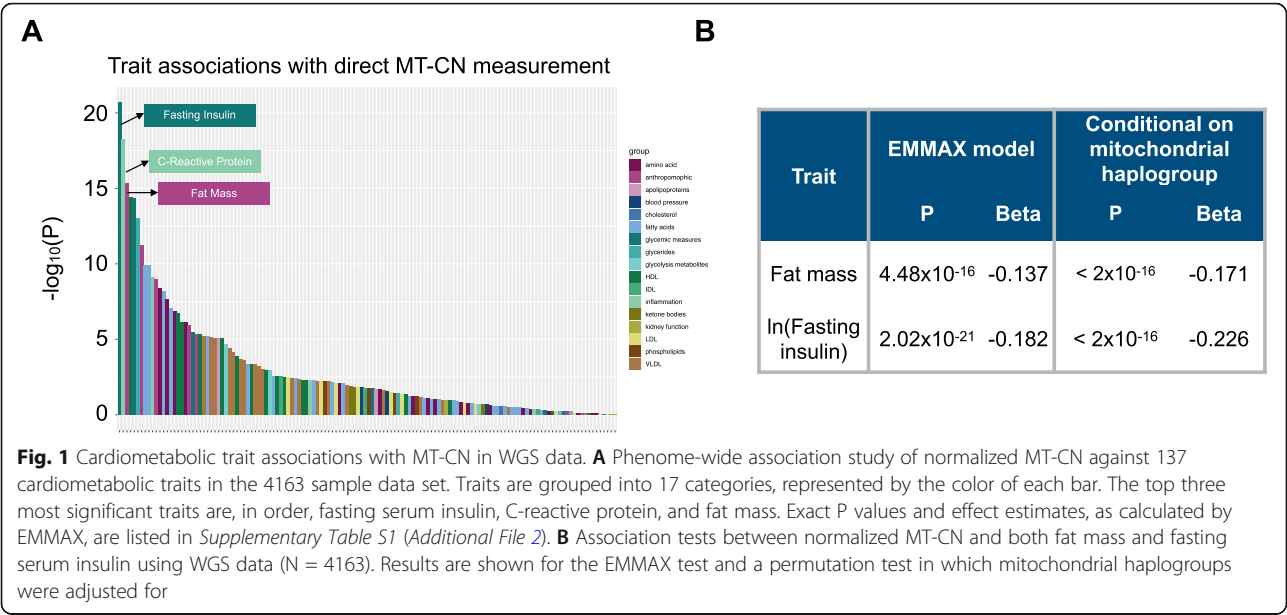 A
B
Trait associations with direct MT-CN measurement
20
15
10
5
0
-log10(P)
Fasting Insulin
C-Reactive Protein
Fat Mass
group
amino acid
anthropomophic
apolipoproteins
blood pressure
cholesterol
fatty acids
glycemic measures
glycerides
glycolysis metabolites
HDL
IDL
inflammation
ketone bodies
kidney function
LDL
phospholipids
VLDL
Trait
EMMAX model
Conditional on
mitochondrial
haplogroup
P Beta P Beta
Fat mass 4.48x10-16 -0.137 < 2x10-16 -0.171
ln(Fasting
insulin) 2.02x10-21 -0.182 < 2x10-16 -0.226
Fig. 1 Cardiometabolic trait associations with MT-CN in WGS data. A Phenome-wide association study of normalized MT-CN against 137
cardiometabolic traits in the 4163 sample data set. Traits are grouped into 17 categories, represented by the color of each bar. The top three
most significant traits are, in order, fasting serum insulin, C-reactive protein, and fat mass. Exact P values and effect estimates, as calculated by
EMMAX, are listed in Supplementary Table S1 (Additional File 2). B Association tests between normalized MT-CN and both fat mass and fasting
serum insulin using WGS data (N = 4163). Results are shown for the EMMAX test and a permutation test in which mitochondrial haplogroups
were adjusted for